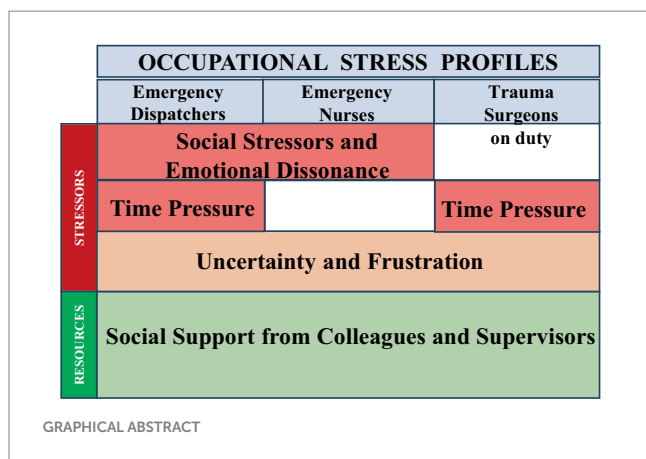 OCCUPATIONAL STRESS PROFILES
Emergency
Dispatchers
Emergency
Nurses
Trauma
Surgeons
on duty
STRESSORS
Social Stressors and
Emotional Dissonance
Time Pressure
Time Pressure
Uncertainty and Frustration
RESOURCES
Social Support from Colleagues and Supervisors
GRAPHICAL ABSTRACT